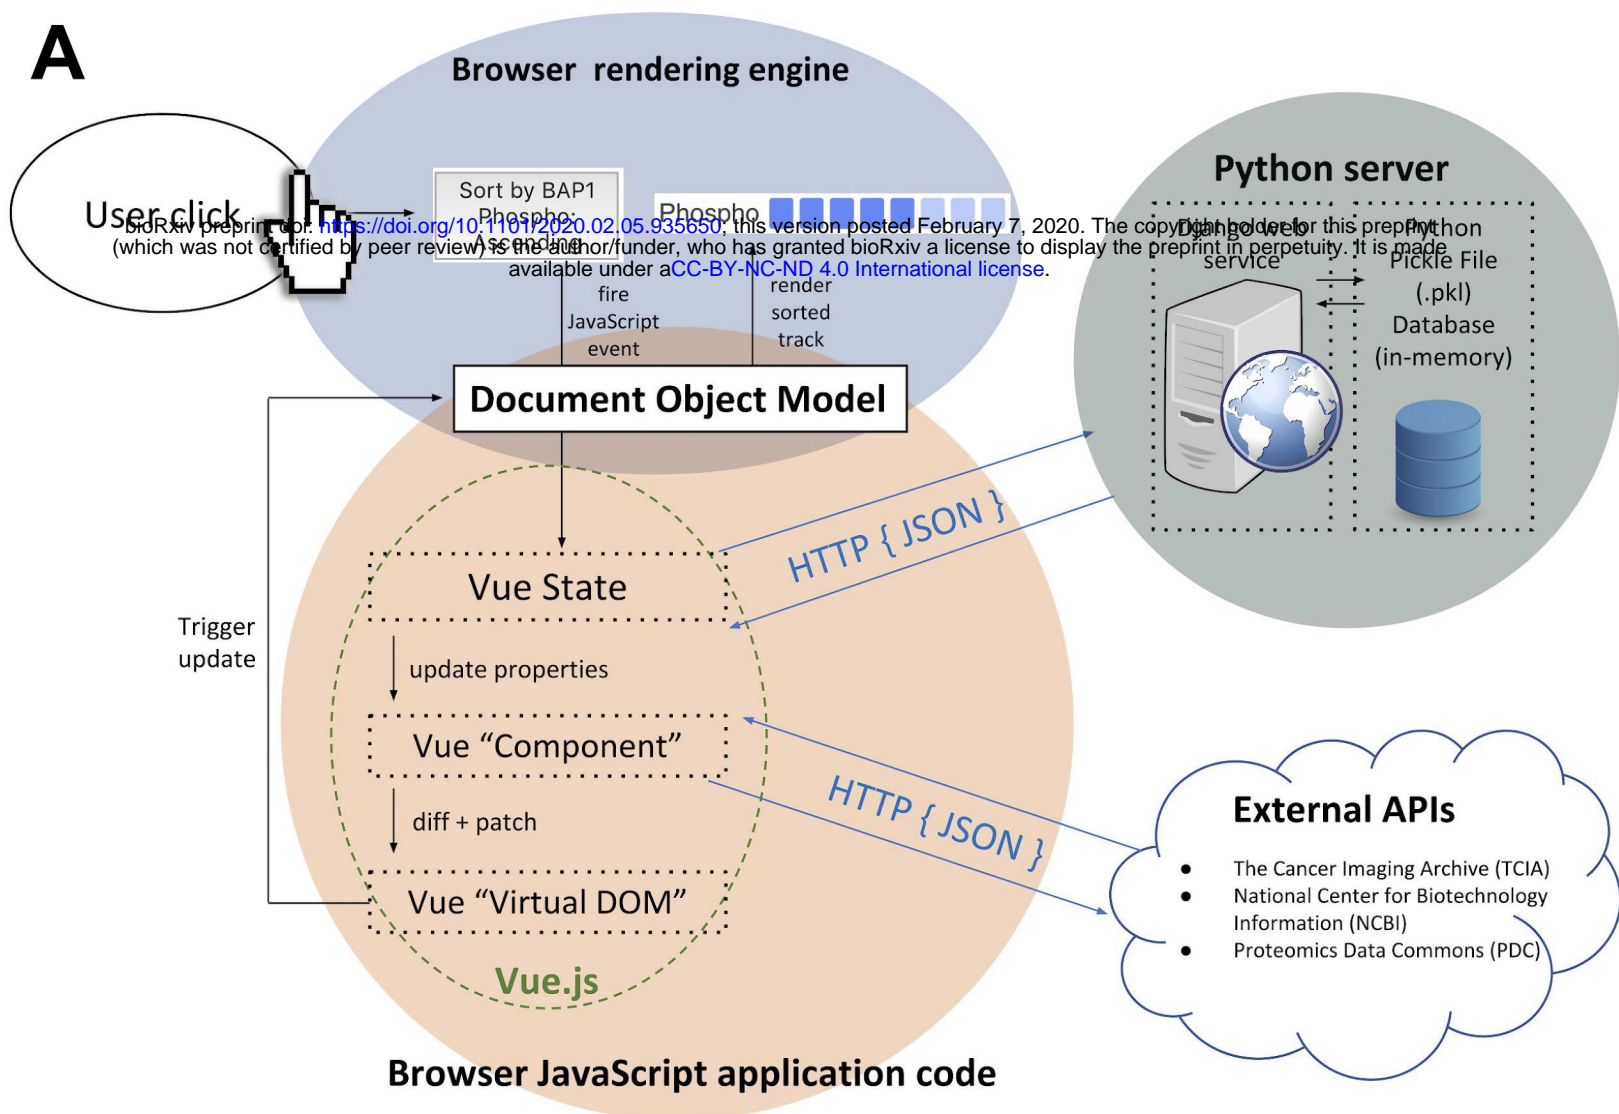 A
Browser rendering engine
User click
Sort by BAP1
Phospho:
Ascending
Phospho
bioRxiv preprint doi: https://doi.org/10.1101/2020.02.05.935650; this version posted February 7, 2020. The copyright holder for this preprint
(which was not certified by peer review) is the author/funder, who has granted bioRxiv a license to display the preprint in perpetuity. It is made
available under aCC-BY-NC-ND 4.0 International license.
fire
JavaScript
event
render
sorted
track
Document Object Model
Python server
Django web
service
Python
Pickle File
(.pkl)
Database
(in-memory)
HTTP { JSON }
Vue State
Trigger
update
update properties
Vue “Component”
diff + patch
Vue “Virtual DOM”
Vue.js
HTTP { JSON }
External APIs
● The Cancer Imaging Archive (TCIA)
● National Center for Biotechnology
Information (NCBI)
● Proteomics Data Commons (PDC)
Browser JavaScript application code